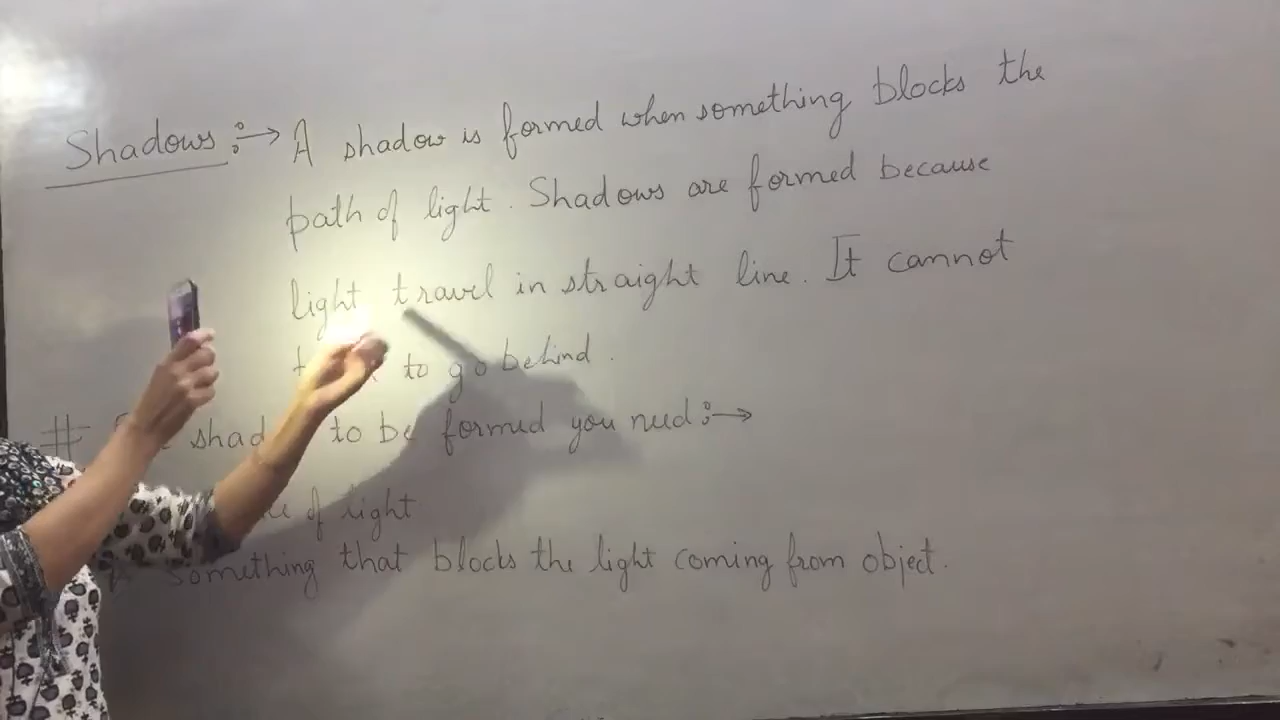 Shadows :→ A shadow is formed when something blocks the
path of light. Shadows are formed because
light travel in straight line. It cannot
to go behind.
# shad to be formed you need :→
of light
something that blocks the light coming from object.